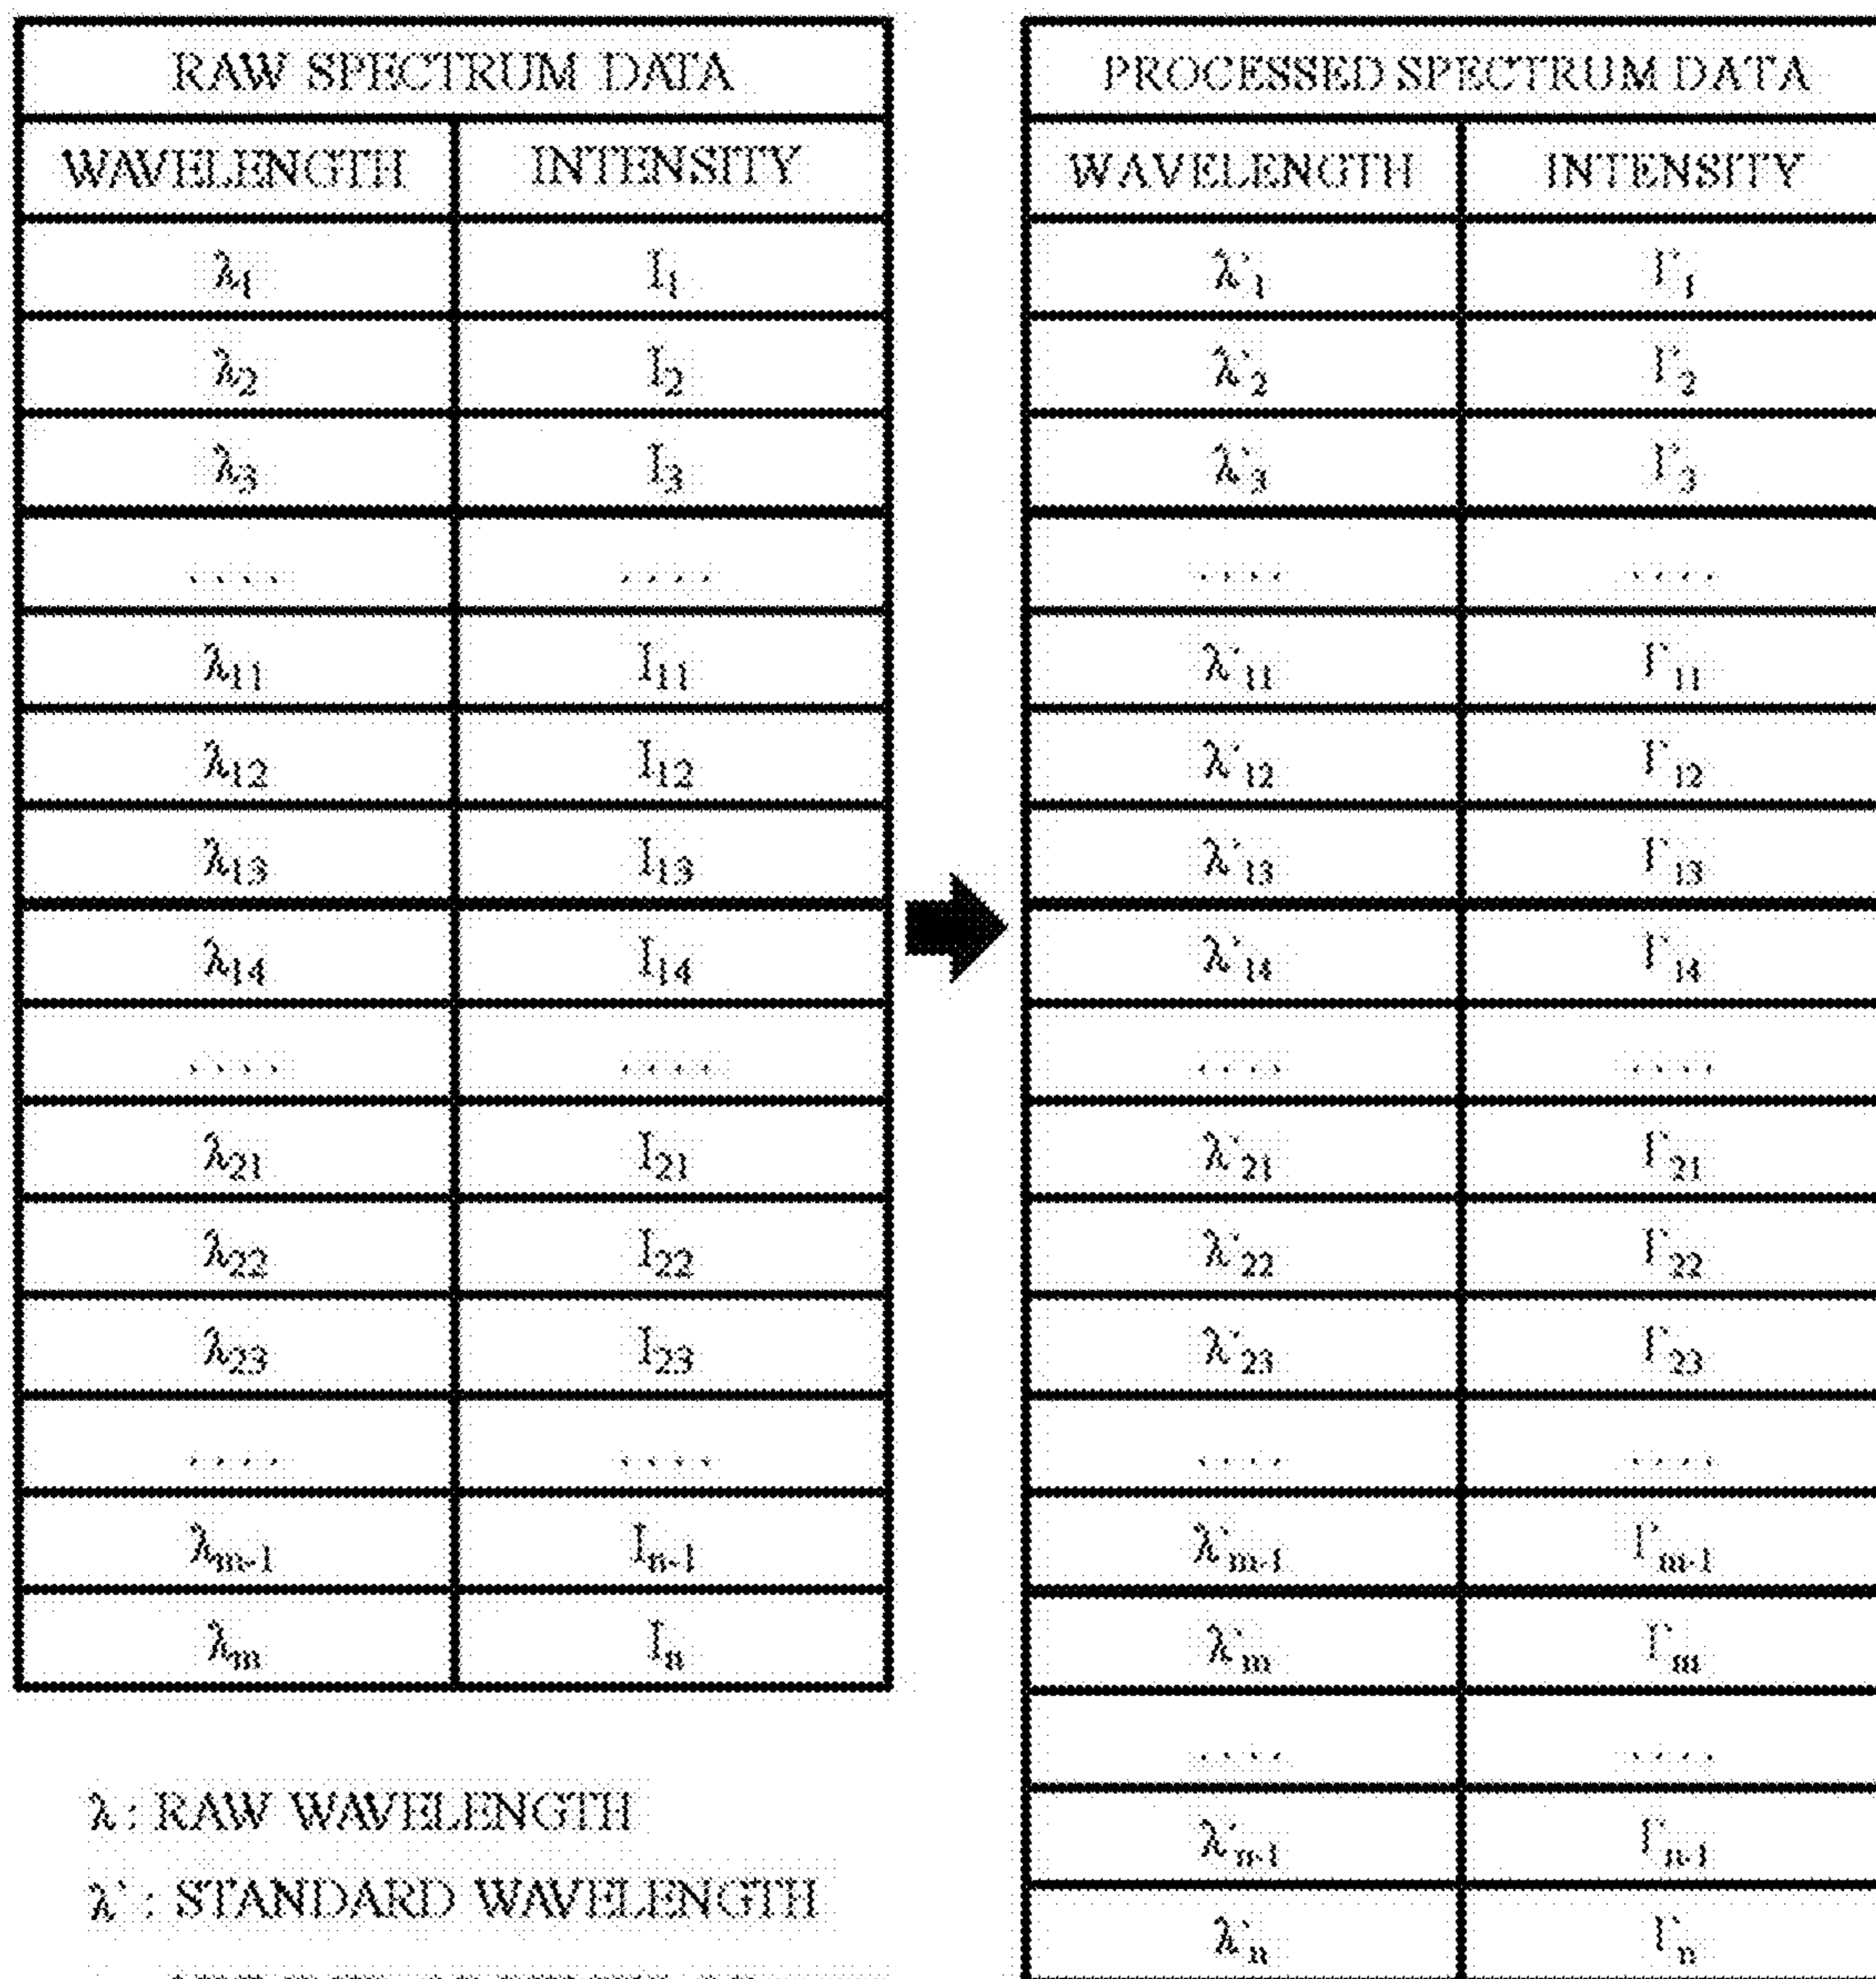 RAW SPECTRUM DATA
WAVELENGTH INTENSITY
λ₁ I₁
λ₂ I₂
λ₃ I₃
.... ....
λ₁₁ I₁₁
λ₁₂ I₁₂
λ₁₃ I₁₃
λ₁₄ I₁₄
.... ....
λ₂₁ I₂₁
λ₂₂ I₂₂
λ₂₃ I₂₃
.... ....
λm-1 In-1
λm In
PROCESSED SPECTRUM DATA
WAVELENGTH INTENSITY
λ'₁ I'₁
λ'₂ I'₂
λ'₃ I'₃
.... ....
λ'₁₁ I'₁₁
λ'₁₂ I'₁₂
λ'₁₃ I'₁₃
λ'₁₄ I'₁₄
.... ....
λ'₂₁ I'₂₁
λ'₂₂ I'₂₂
λ'₂₃ I'₂₃
.... ....
λ'm-1 I'm-1
λ'm I'm
.... ....
λ'n-1 I'n-1
λ'n I'n
λ : RAW WAVELENGTH
λ' : STANDARD WAVELENGTH